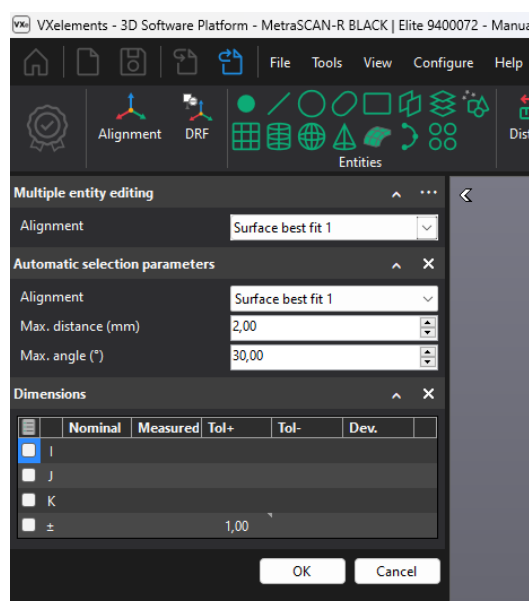 VXe VXelements - 3D Software Platform - MetraSCAN-R BLACK | Elite 9400072 - Manua
File Tools View Configure Help
Alignment DRF Dist
Entities
Multiple entity editing
Alignment Surface best fit 1
Automatic selection parameters
Alignment Surface best fit 1
Max. distance (mm) 2,00
Max. angle (°) 30,00
Dimensions
Nominal Measured Tol+ Tol- Dev.
I
J
K
± 1,00
OK Cancel